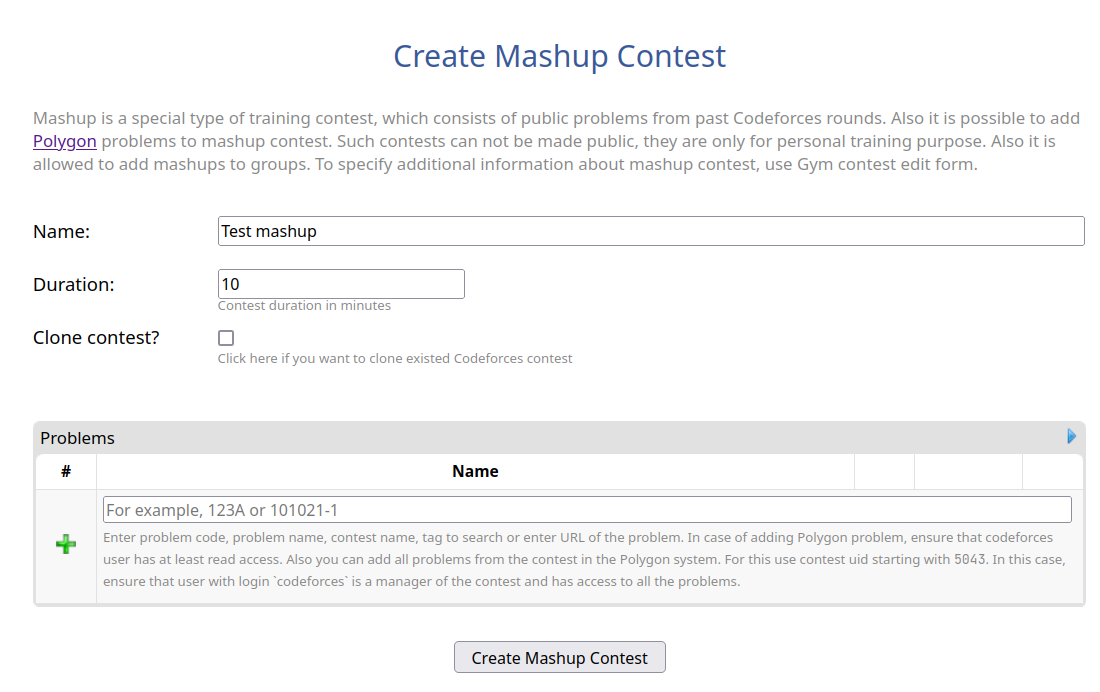 Create Mashup Contest
Mashup is a special type of training contest, which consists of public problems from past Codeforces rounds. Also it is possible to add
Polygon problems to mashup contest. Such contests can not be made public, they are only for personal training purpose. Also it is
allowed to add mashups to groups. To specify additional information about mashup contest, use Gym contest edit form.
Name:
Test mashup
Duration:
10
Contest duration in minutes
Clone contest?
Click here if you want to clone existed Codeforces contest
Problems
# Name
For example, 123A or 101021-1
Enter problem code, problem name, contest name, tag to search or enter URL of the problem. In case of adding Polygon problem, ensure that codeforces
user has at least read access. Also you can add all problems from the contest in the Polygon system. For this use contest uid starting with 5043. In this case,
ensure that user with login `codeforces` is a manager of the contest and has access to all the problems.
Create Mashup Contest